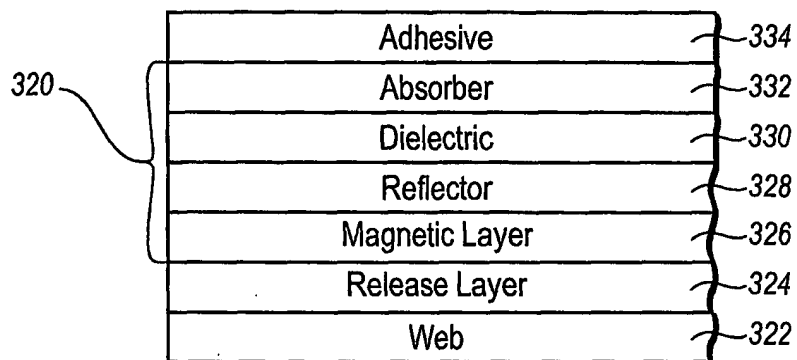 Adhesive 334
320 Absorber 332
Dielectric 330
Reflector 328
Magnetic Layer 326
Release Layer 324
Web 322